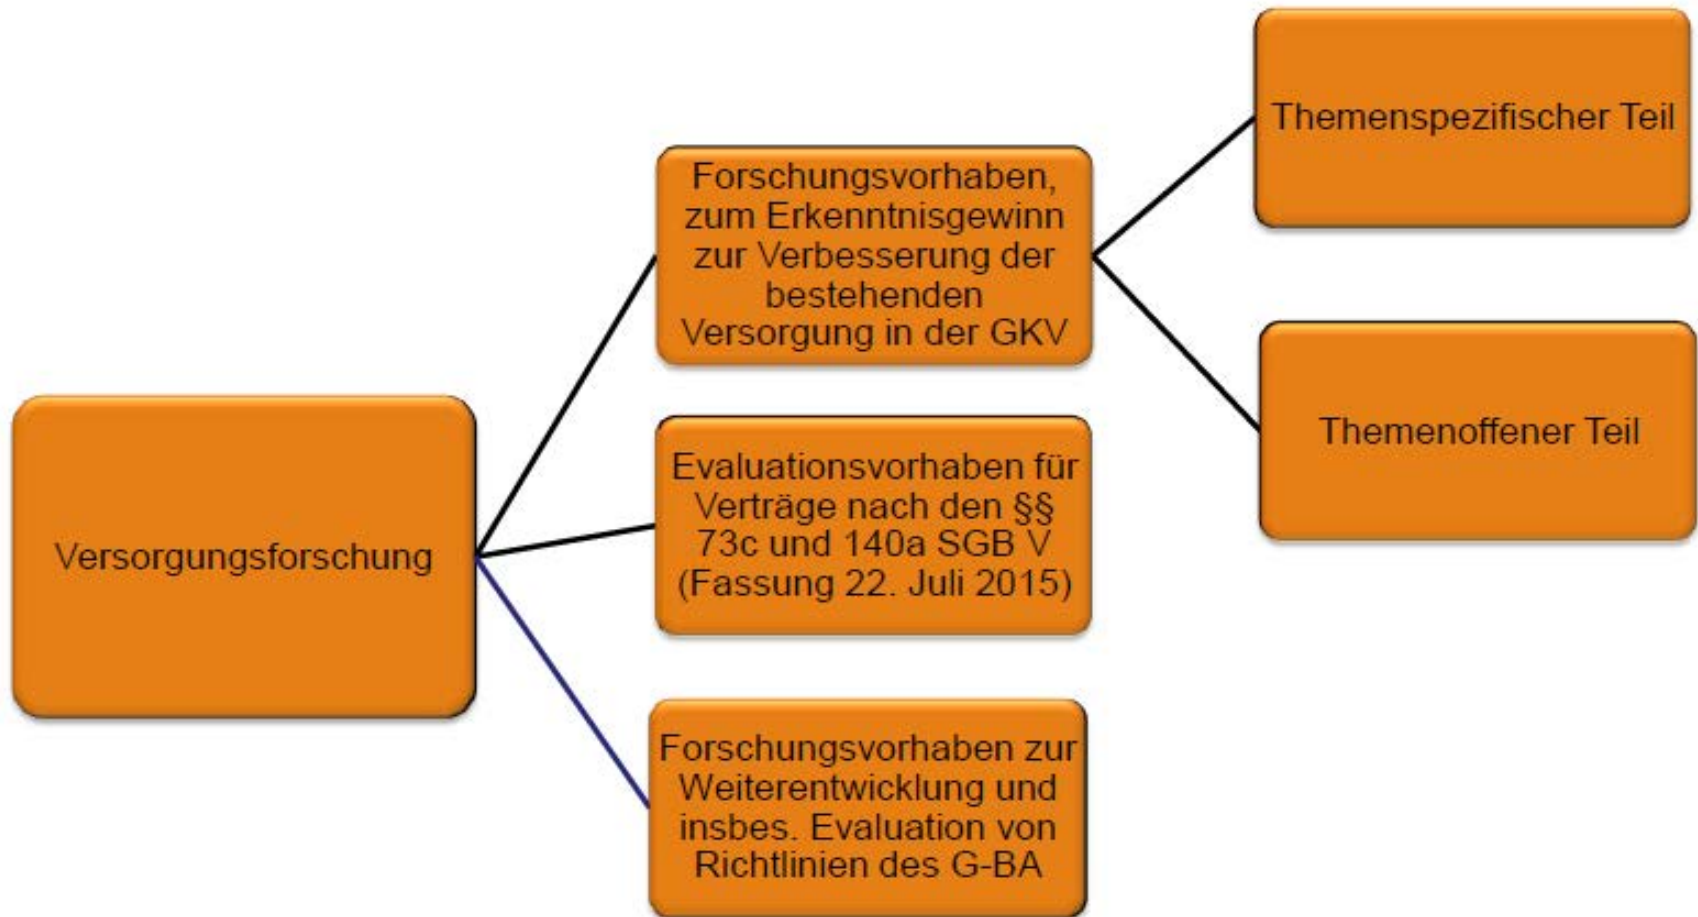 Versorgungsforschung
Forschungsvorhaben,
zum Erkenntnisgewinn
zur Verbesserung der
bestehenden
Versorgung in der GKV
Evaluationsvorhaben für
Verträge nach den §§
73c und 140a SGB V
(Fassung 22. Juli 2015)
Forschungsvorhaben zur
Weiterentwicklung und
insbes. Evaluation von
Richtlinien des G-BA
Themenspezifischer Teil
Themenoffener Teil